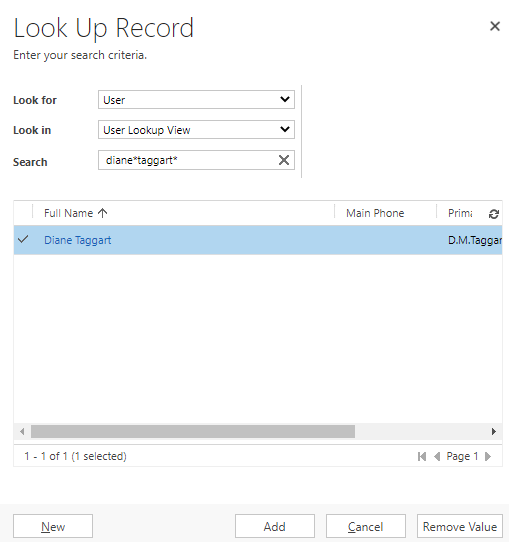 Look Up Record
Enter your search criteria.
Look for User
Look in User Lookup View
Search diane*taggart*
Full Name Main Phone Prima
Diane Taggart D.M.Taggar
1 - 1 of 1 (1 selected) Page 1
New Add Cancel Remove Value